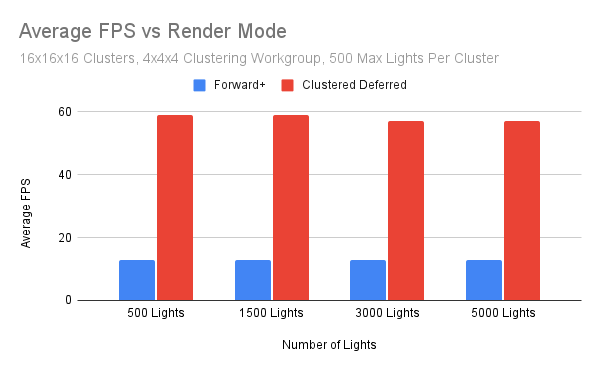 Average FPS vs Render Mode
16x16x16 Clusters, 4x4x4 Clustering Workgroup, 500 Max Lights Per Cluster
Forward+ Clustered Deferred
60
40
20
0
Average FPS
500 Lights 1500 Lights 3000 Lights 5000 Lights
Number of Lights